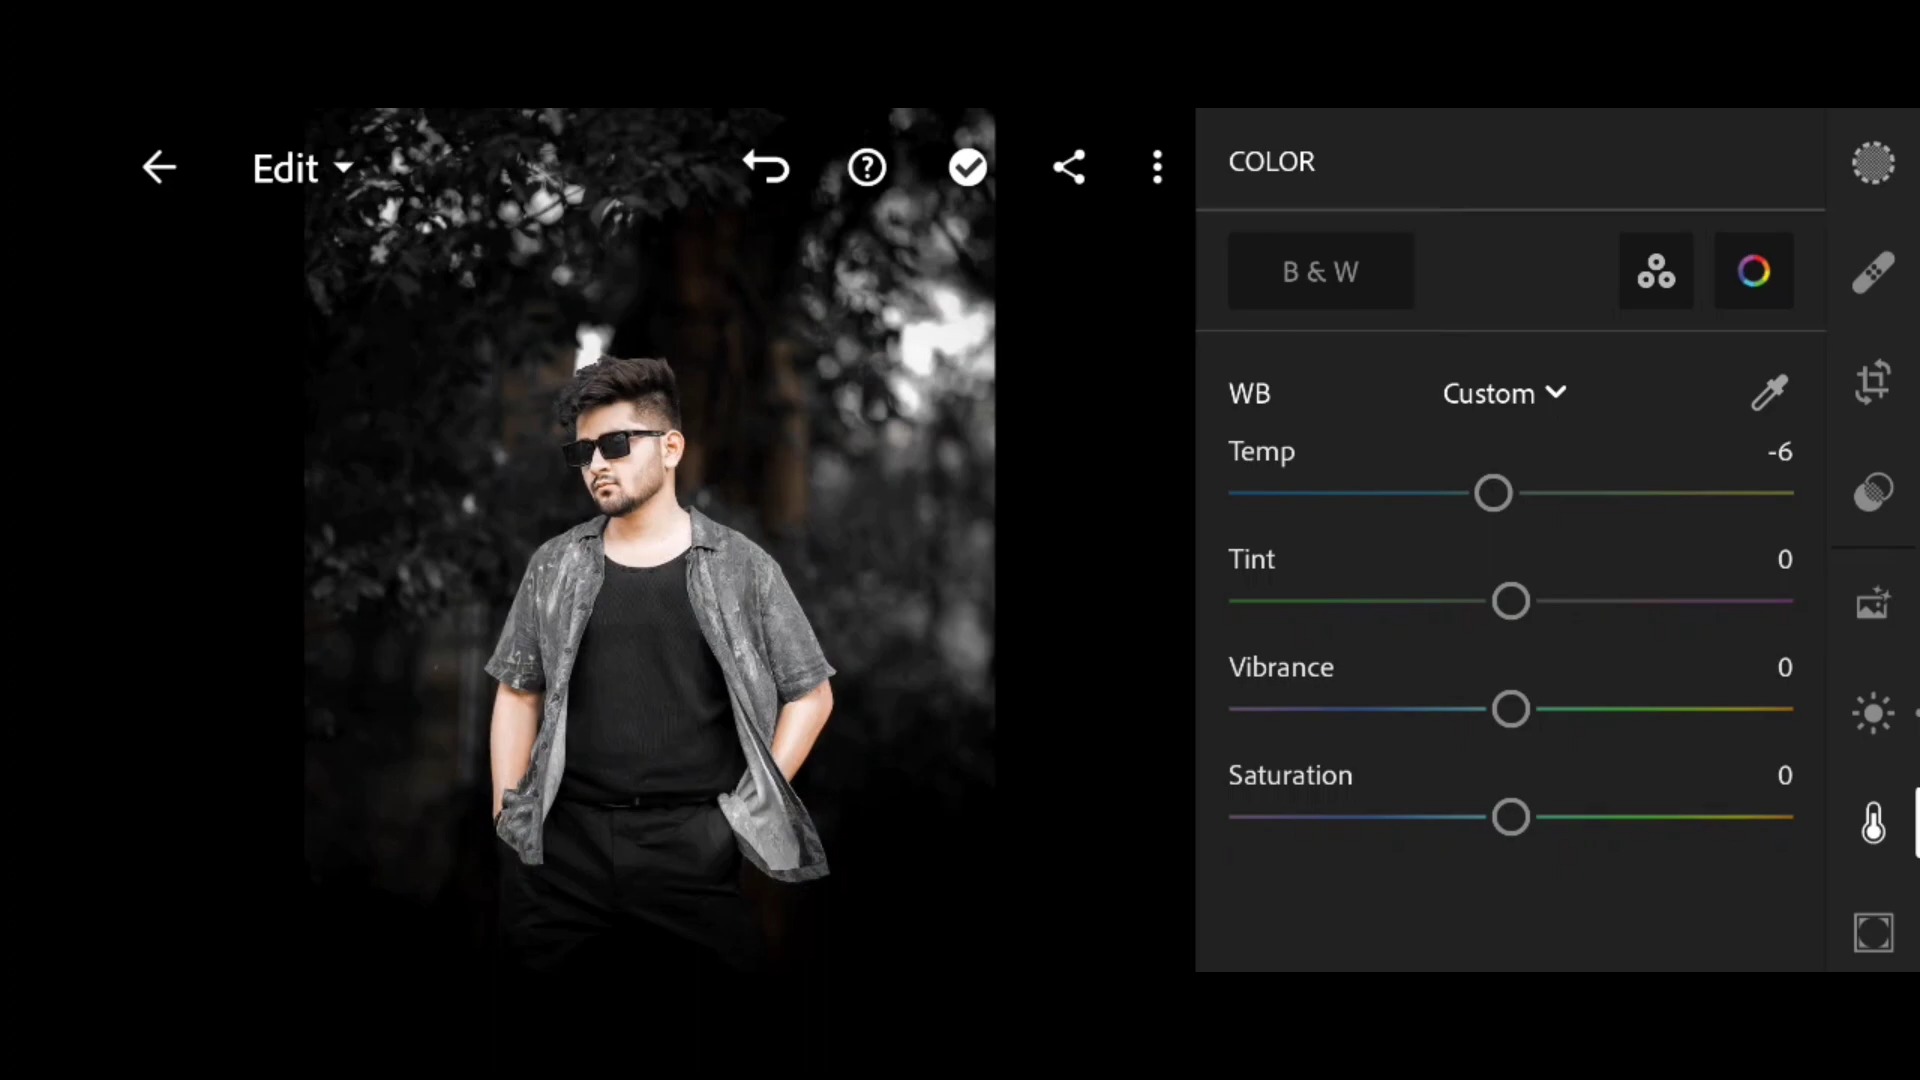 Edit
COLOR
B & W
WB Custom
Temp -6
Tint 0
Vibrance 0
Saturation 0